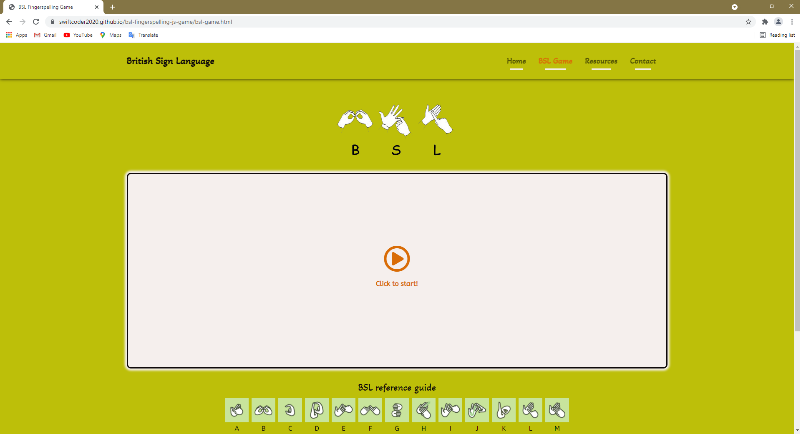 BSL Fingerspelling Game
swiftcoder2020.github.io/bsl-fingerspelling-js-game/bsl-game.html
Apps Gmail YouTube Maps Translate Reading list
British Sign Language Home BSL Game Resources Contact
B S L
Click to start!
BSL reference guide
A B C D E F G H I J K L M